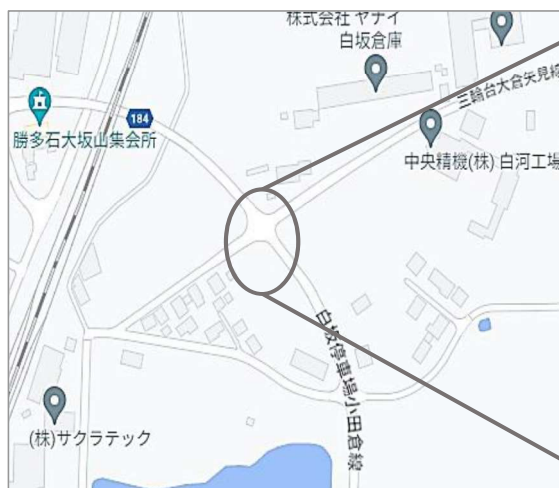 株式会社 ヤナイ
白坂倉庫
三輪台大倉矢見線
184
勝多石大坂山集会所
中央精機(株) 白河工場
白坂停車場小田倉線
(株)サクラテック